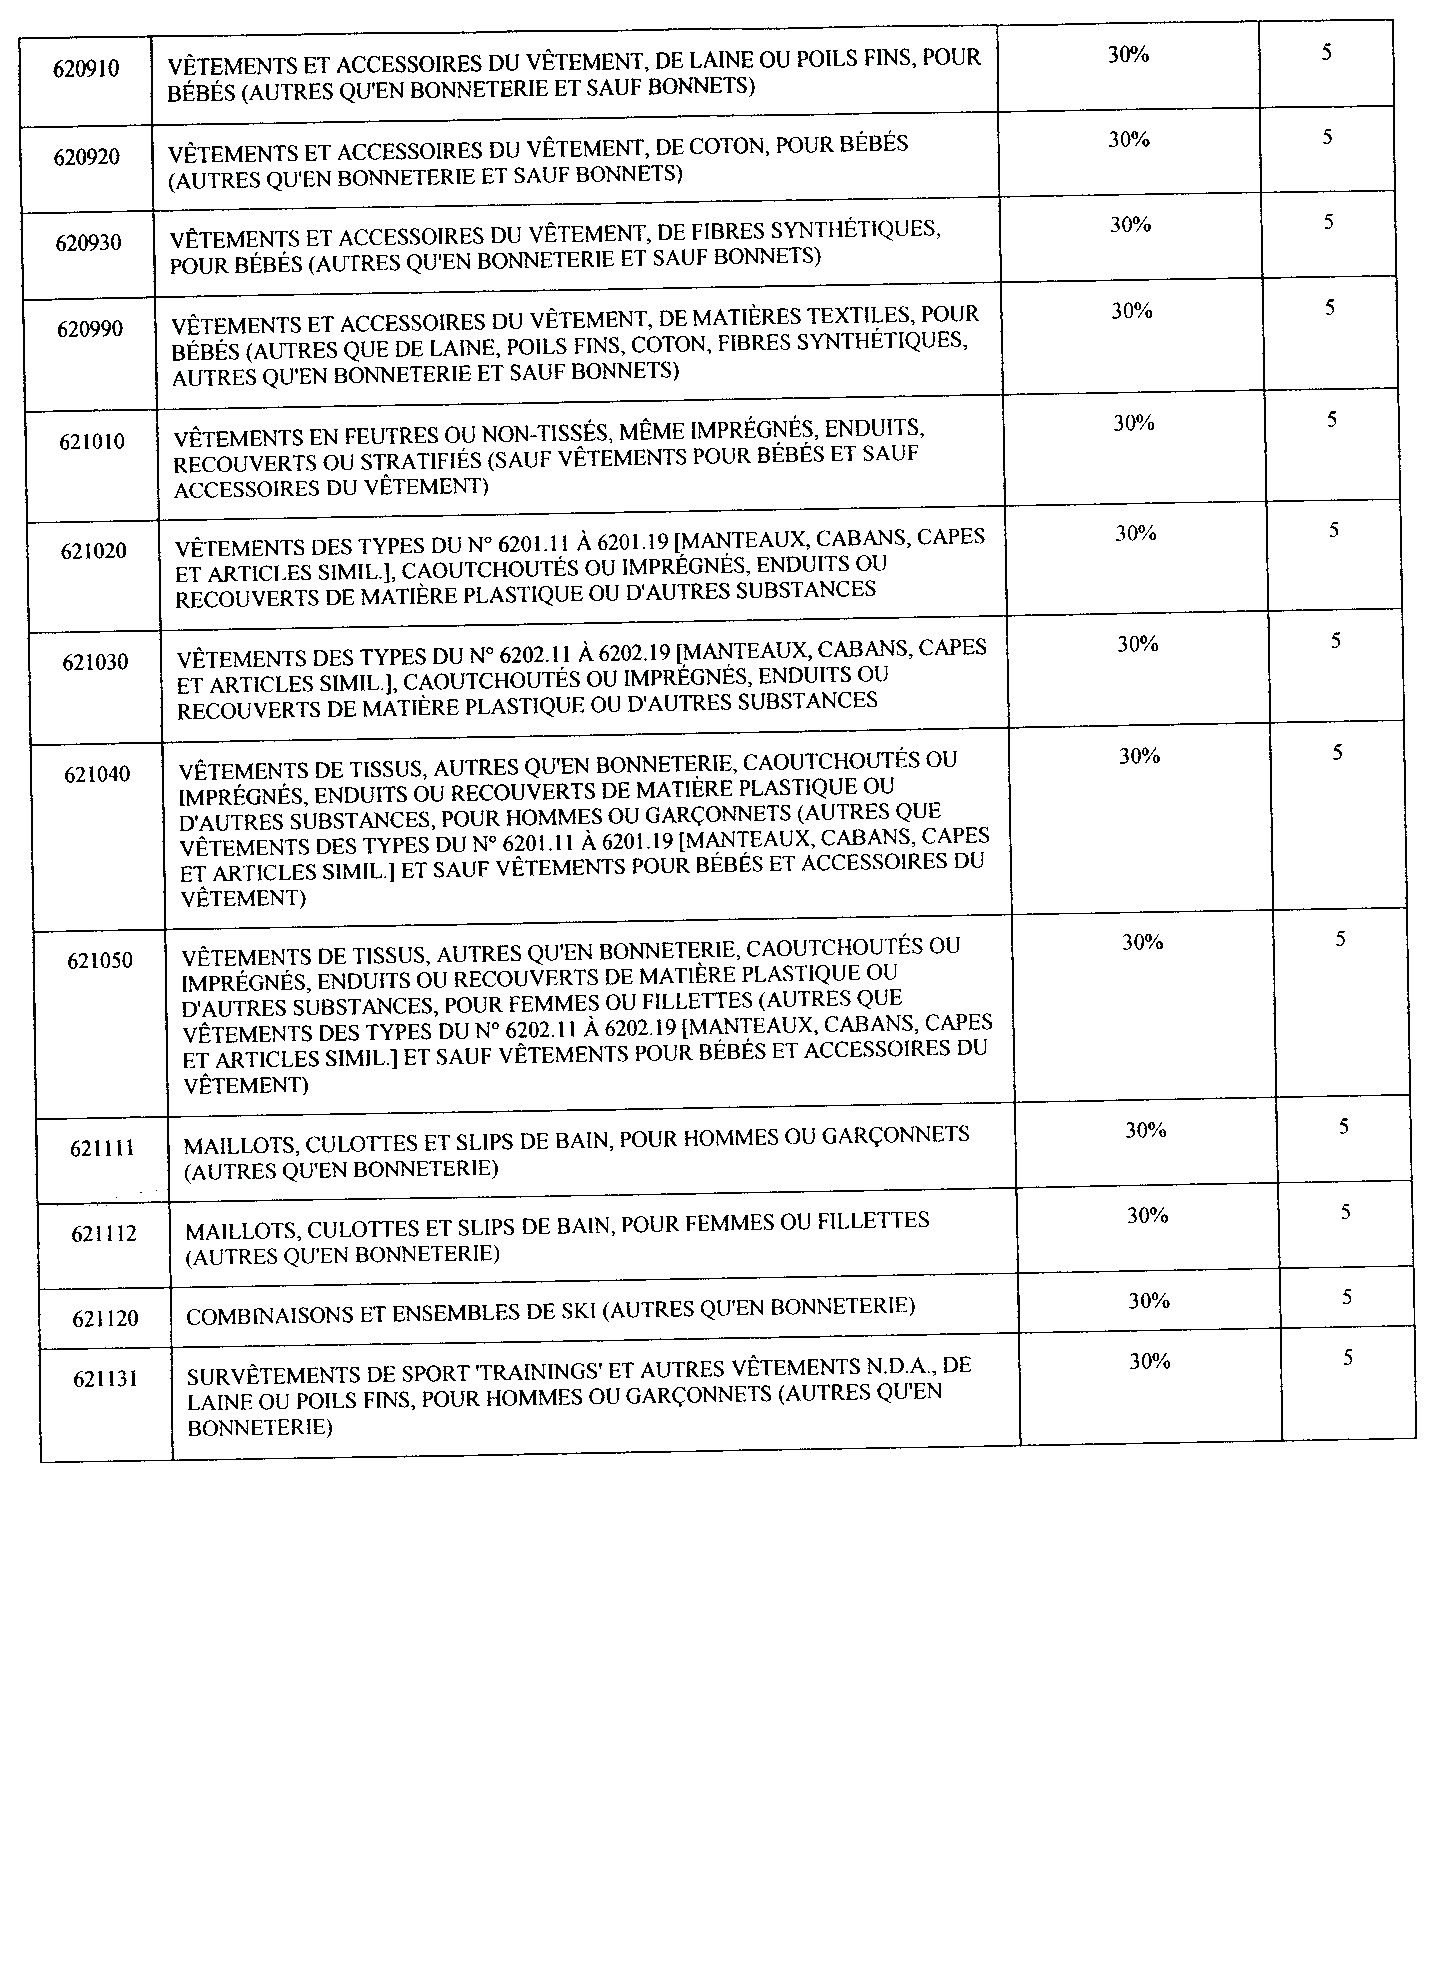 620910 VÊTEMENTS ET ACCESSOIRES DU VÊTEMENT, DE LAINE OU POILS FINS, POUR 30% 5
BÉBÉS (AUTRES QU'EN BONNETERIE ET SAUF BONNETS)
620920 VÊTEMENTS ET ACCESSOIRES DU VÊTEMENT, DE COTON, POUR BÉBÉS 30% 5
(AUTRES QU'EN BONNETERIE ET SAUF BONNETS)
620930 VÊTEMENTS ET ACCESSOIRES DU VÊTEMENT, DE FIBRES SYNTHÉTIQUES, 30% 5
POUR BÉBÉS (AUTRES QU'EN BONNETERIE ET SAUF BONNETS)
620990 VÊTEMENTS ET ACCESSOIRES DU VÊTEMENT, DE MATIÈRES TEXTILES, POUR 30% 5
BÉBÉS (AUTRES QUE DE LAINE, POILS FINS, COTON, FIBRES SYNTHÉTIQUES,
AUTRES QU'EN BONNETERIE ET SAUF BONNETS)
621010 VÊTEMENTS EN FEUTRES OU NON-TISSÉS, MÊME IMPRÉGNÉS, ENDUITS, 30% 5
RECOUVERTS OU STRATIFIÉS (SAUF VÊTEMENTS POUR BÉBÉS ET SAUF
ACCESSOIRES DU VÊTEMENT)
621020 VÊTEMENTS DES TYPES DU N° 6201.11 À 6201.19 [MANTEAUX, CABANS, CAPES 30% 5
ET ARTICLES SIMIL.], CAOUTCHOUTÉS OU IMPRÉGNÉS, ENDUITS OU
RECOUVERTS DE MATIÈRE PLASTIQUE OU D'AUTRES SUBSTANCES
621030 VÊTEMENTS DES TYPES DU N° 6202.11 À 6202.19 [MANTEAUX, CABANS, CAPES 30% 5
ET ARTICLES SIMIL.], CAOUTCHOUTÉS OU IMPRÉGNÉS, ENDUITS OU
RECOUVERTS DE MATIÈRE PLASTIQUE OU D'AUTRES SUBSTANCES
621040 VÊTEMENTS DE TISSUS, AUTRES QU'EN BONNETERIE, CAOUTCHOUTÉS OU 30% 5
IMPRÉGNÉS, ENDUITS OU RECOUVERTS DE MATIÈRE PLASTIQUE OU
D'AUTRES SUBSTANCES, POUR HOMMES OU GARÇONNETS (AUTRES QUE
VÊTEMENTS DES TYPES DU N° 6201.11 À 6201.19 [MANTEAUX, CABANS, CAPES
ET ARTICLES SIMIL.] ET SAUF VÊTEMENTS POUR BÉBÉS ET ACCESSOIRES DU
VÊTEMENT)
621050 VÊTEMENTS DE TISSUS, AUTRES QU'EN BONNETERIE, CAOUTCHOUTÉS OU 30% 5
IMPRÉGNÉS, ENDUITS OU RECOUVERTS DE MATIÈRE PLASTIQUE OU
D'AUTRES SUBSTANCES, POUR FEMMES OU FILLETTES (AUTRES QUE
VÊTEMENTS DES TYPES DU N° 6202.11 À 6202.19 [MANTEAUX, CABANS, CAPES
ET ARTICLES SIMIL.] ET SAUF VÊTEMENTS POUR BÉBÉS ET ACCESSOIRES DU
VÊTEMENT)
621111 MAILLOTS, CULOTTES ET SLIPS DE BAIN, POUR HOMMES OU GARÇONNETS 30% 5
(AUTRES QU'EN BONNETERIE)
621112 MAILLOTS, CULOTTES ET SLIPS DE BAIN, POUR FEMMES OU FILLETTES 30% 5
(AUTRES QU'EN BONNETERIE)
621120 COMBINAISONS ET ENSEMBLES DE SKI (AUTRES QU'EN BONNETERIE) 30% 5
621131 SURVÊTEMENTS DE SPORT 'TRAININGS' ET AUTRES VÊTEMENTS N.D.A., DE 30% 5
LAINE OU POILS FINS, POUR HOMMES OU GARÇONNETS (AUTRES QU'EN
BONNETERIE)